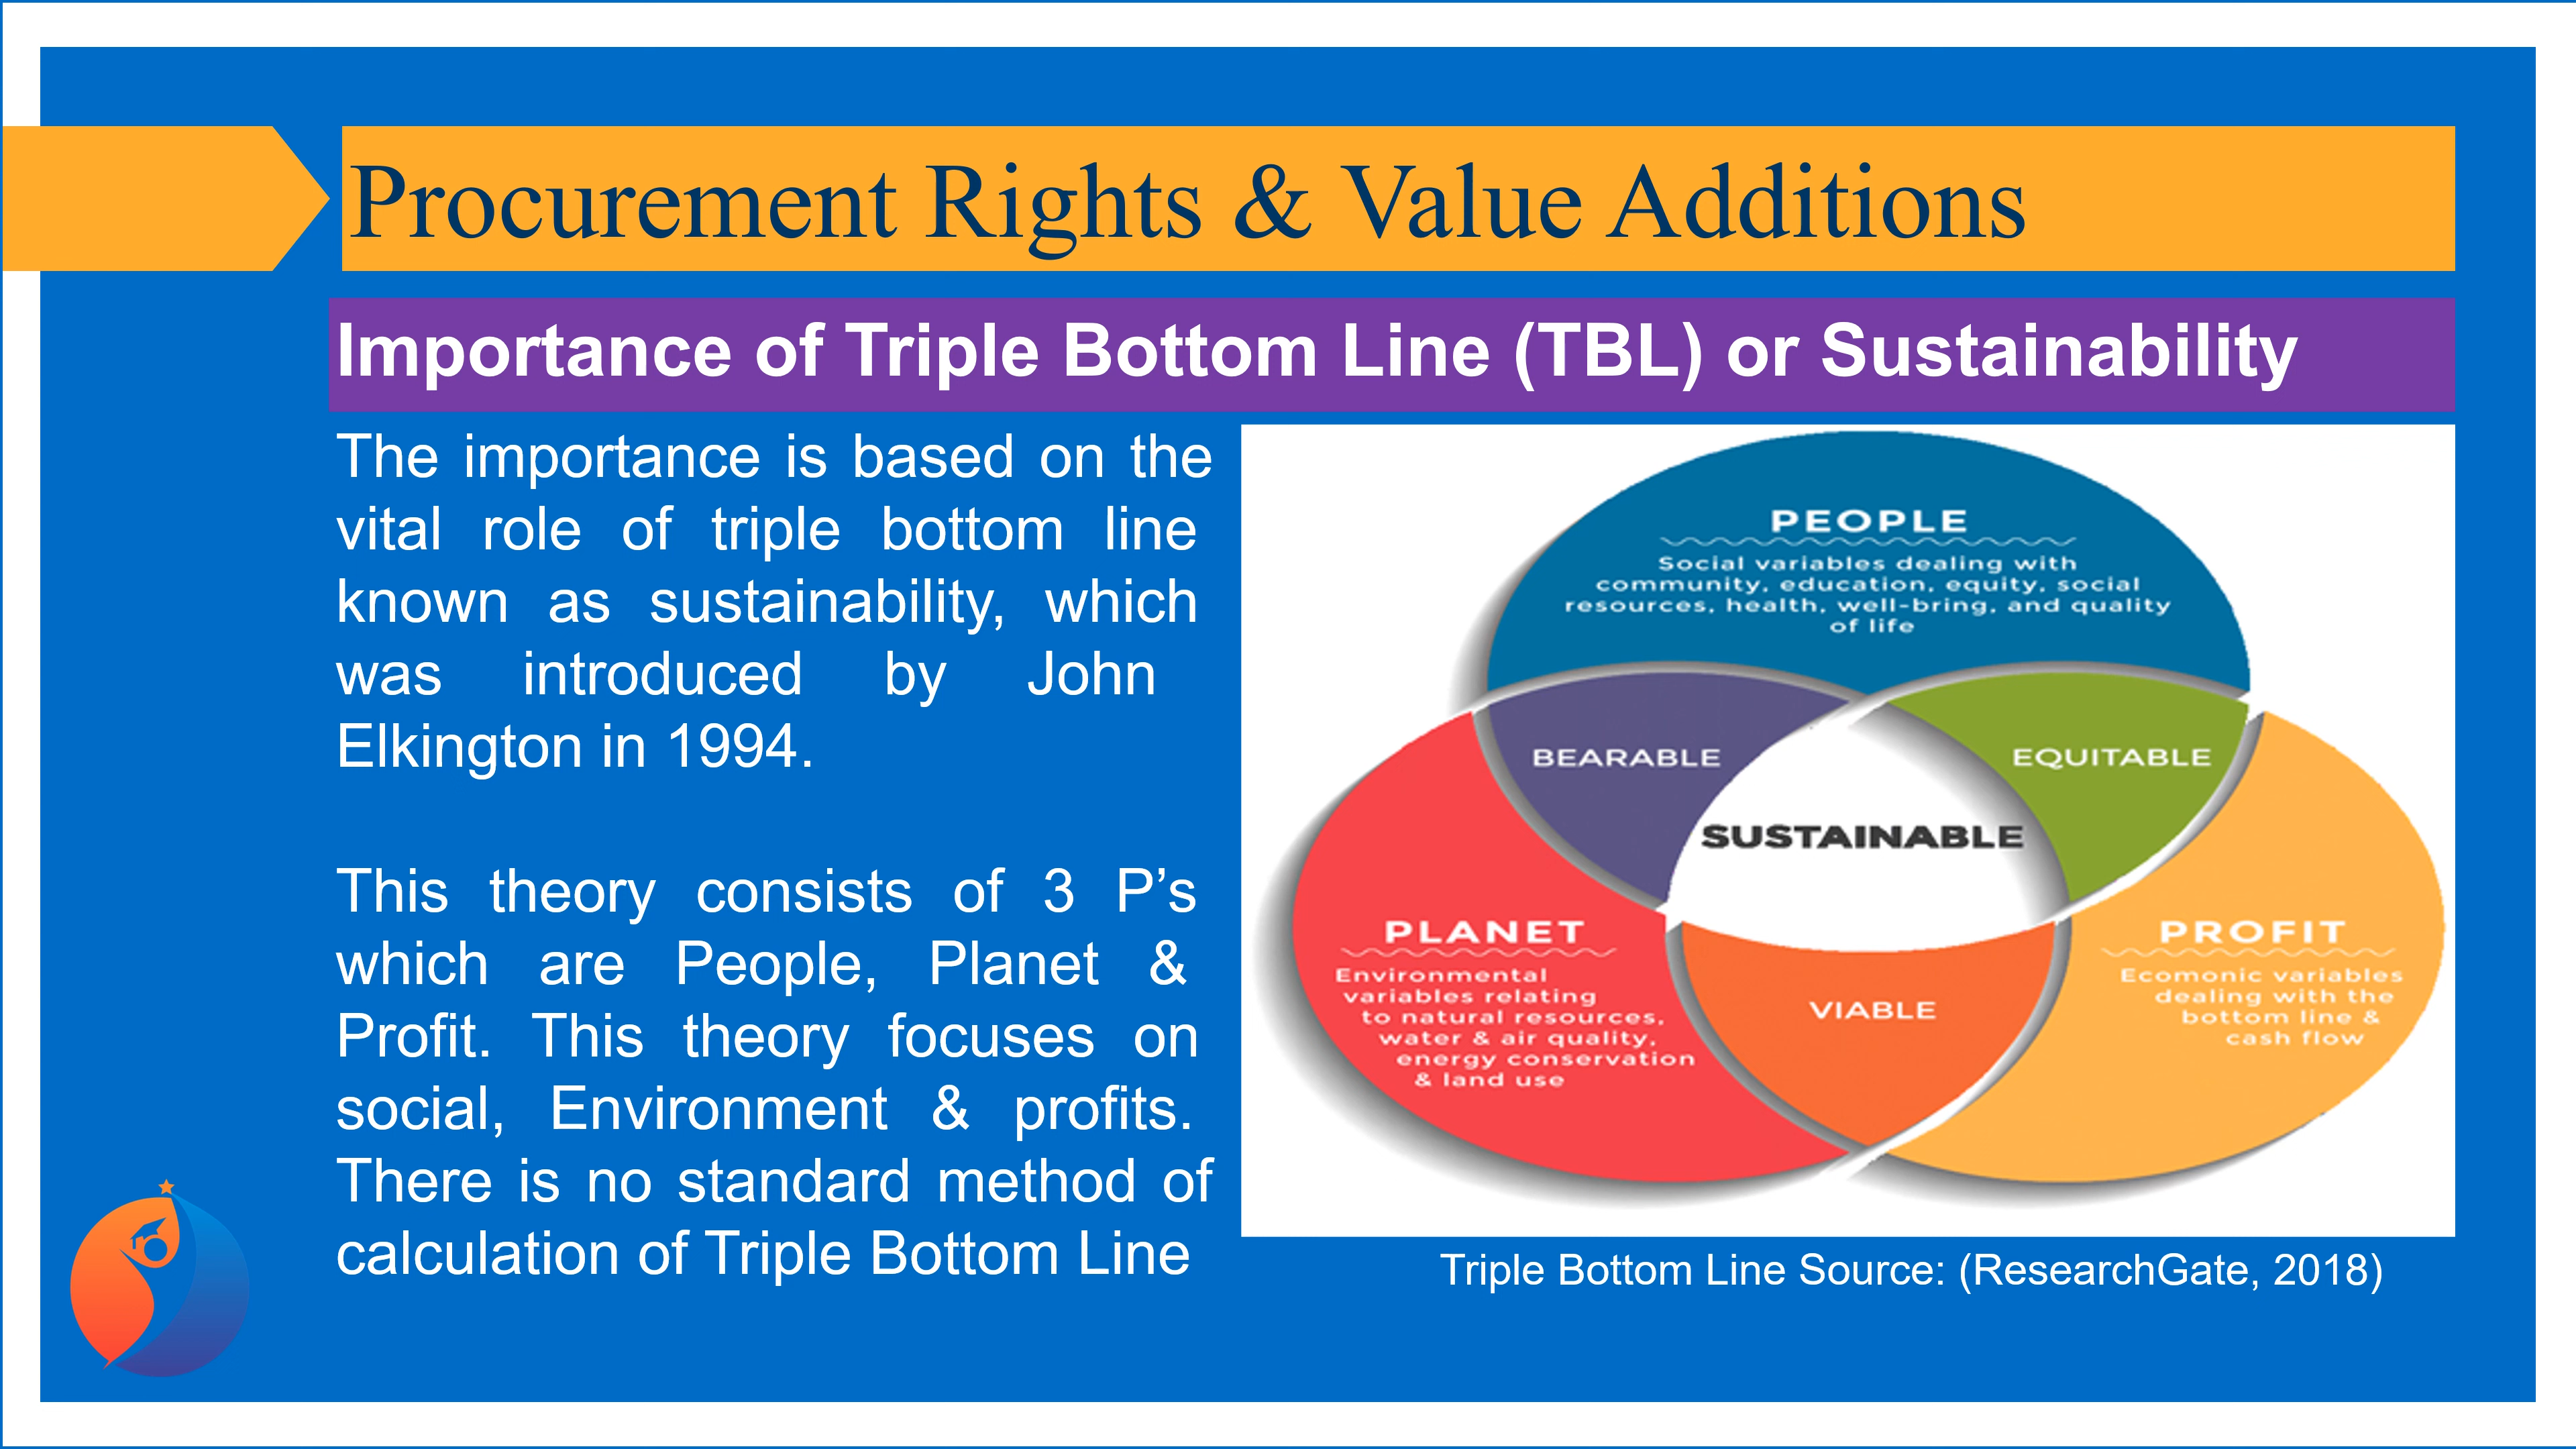 Procurement Rights & Value Additions
Importance of Triple Bottom Line (TBL) or Sustainability
The importance is based on the
vital role of triple bottom line
known as sustainability, which
was introduced by John
Elkington in 1994.
This theory consists of 3 P’s
which are People, Planet &
Profit. This theory focuses on
social, Environment & profits.
There is no standard method of
calculation of Triple Bottom Line
PEOPLE
Social variables dealing with
community, education, equity, social
resources, health, well-bring, and quality
of life
BEARABLE
EQUITABLE
SUSTAINABLE
PLANET
Environmental
variables relating
to natural resources,
water & air quality,
energy conservation
& land use
VIABLE
PROFIT
Ecomonic variables
dealing with the
bottom line &
cash flow
Triple Bottom Line Source: (ResearchGate, 2018)